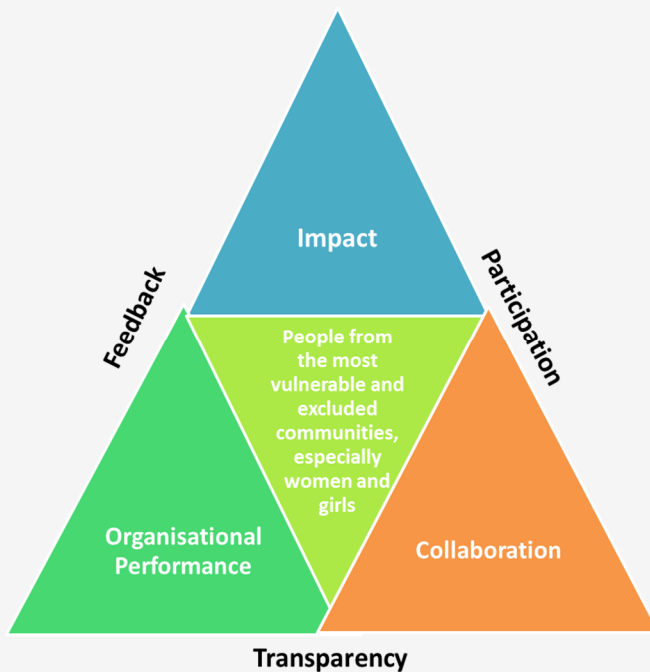 Impact
Feedback
Participation
People from
the most
vulnerable and
excluded
communities,
especially
women and
girls
Organisational
Performance
Collaboration
Transparency